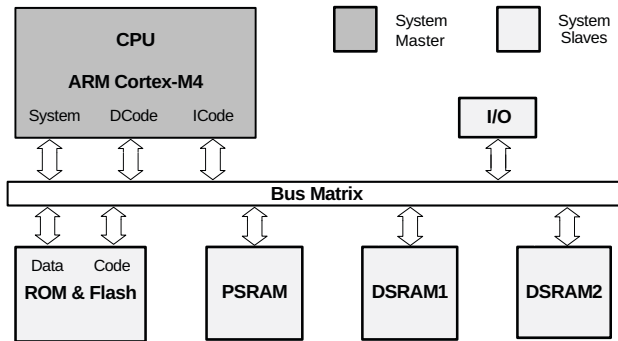 CPU
ARM Cortex-M4
System DCode ICode
System
Master
System
Slaves
I/O
Bus Matrix
Data Code
ROM & Flash
PSRAM
DSRAM1
DSRAM2